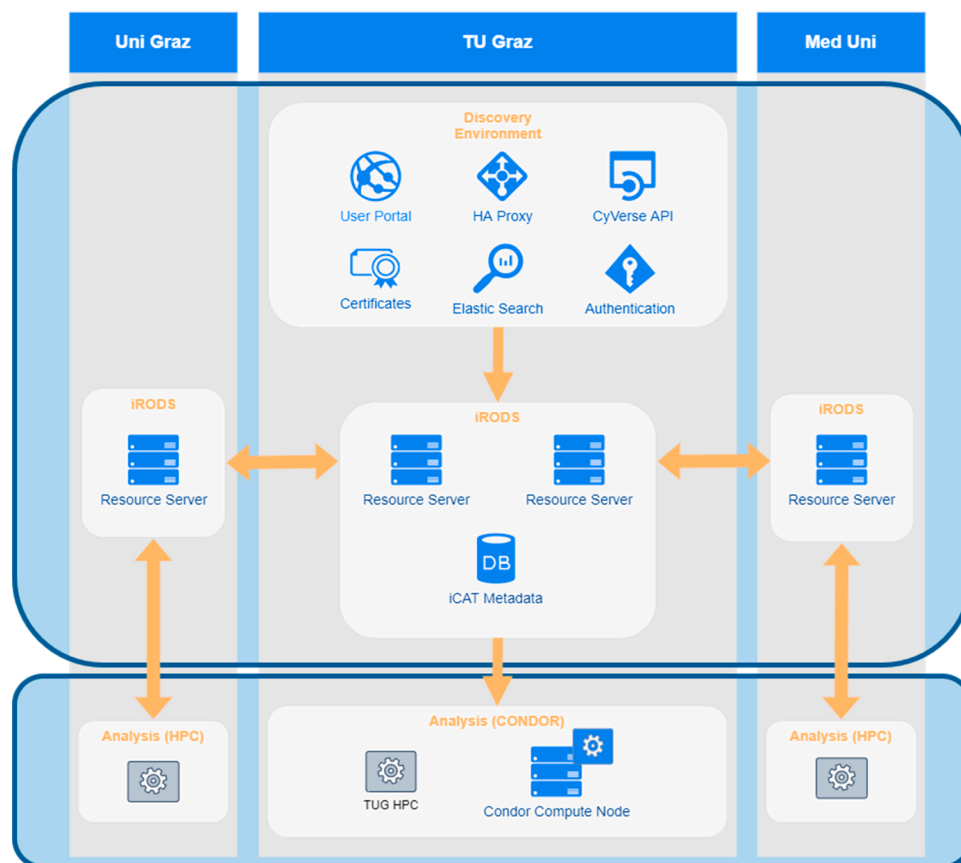 Uni Graz
TU Graz
Med Uni
Discovery
Environment
User Portal
HA Proxy
CyVerse API
Certificates
Elastic Search
Authentication
iRODS
Resource Server
iRODS
Resource Server
Resource Server
DB
iCAT Metadata
iRODS
Resource Server
Analysis (HPC)
Analysis (CONDOR)
TUG HPC
Condor Compute Node
Analysis (HPC)